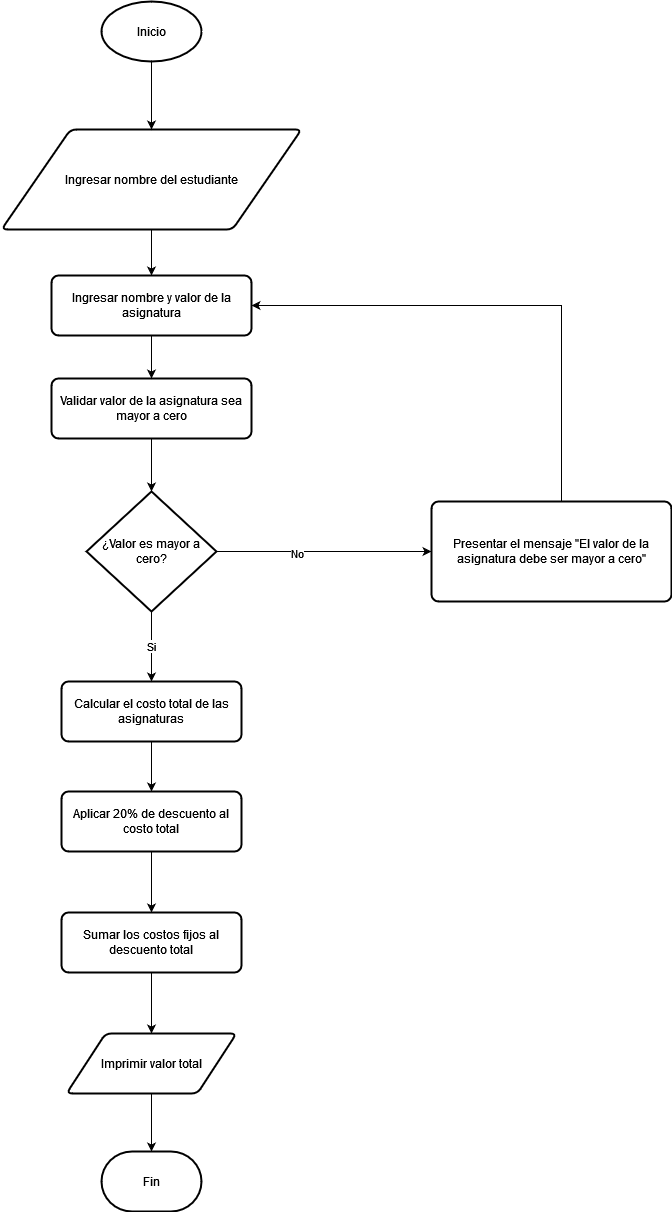 Inicio
Ingresar nombre del estudiante
Ingresar nombre y valor de la
asignatura
Validar valor de la asignatura sea
mayor a cero
¿Valor es mayor a
cero?
No
Presentar el mensaje "El valor de la
asignatura debe ser mayor a cero"
Si
Calcular el costo total de las
asignaturas
Aplicar 20% de descuento al
costo total
Sumar los costos fijos al
descuento total
Imprimir valor total
Fin